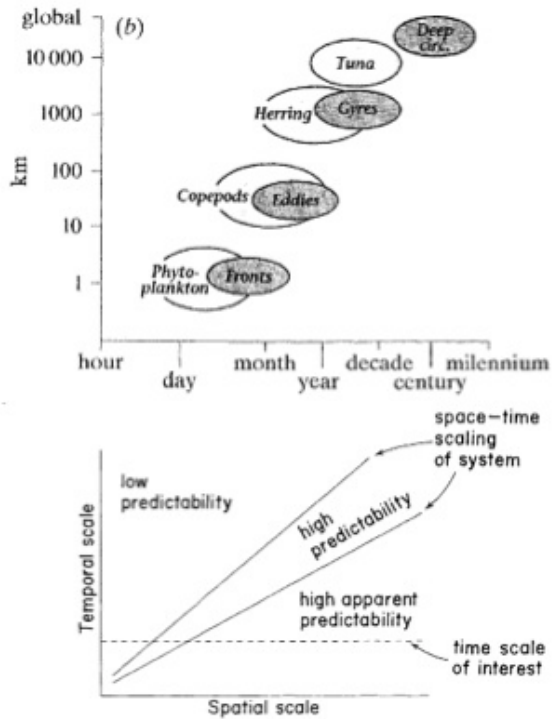 (b)
global
10 000
1000
100
10
1
km
Deep
circ.
Tuna
Herring
Gyres
Copepods
Eddies
Phyto-
plankton
Fronts
hour
day
month
year
decade
century
milennium
space-time
scaling
of system
low
predictability
high
predictability
high apparent
predictability
time scale
of interest
Temporal scale
Spatial scale